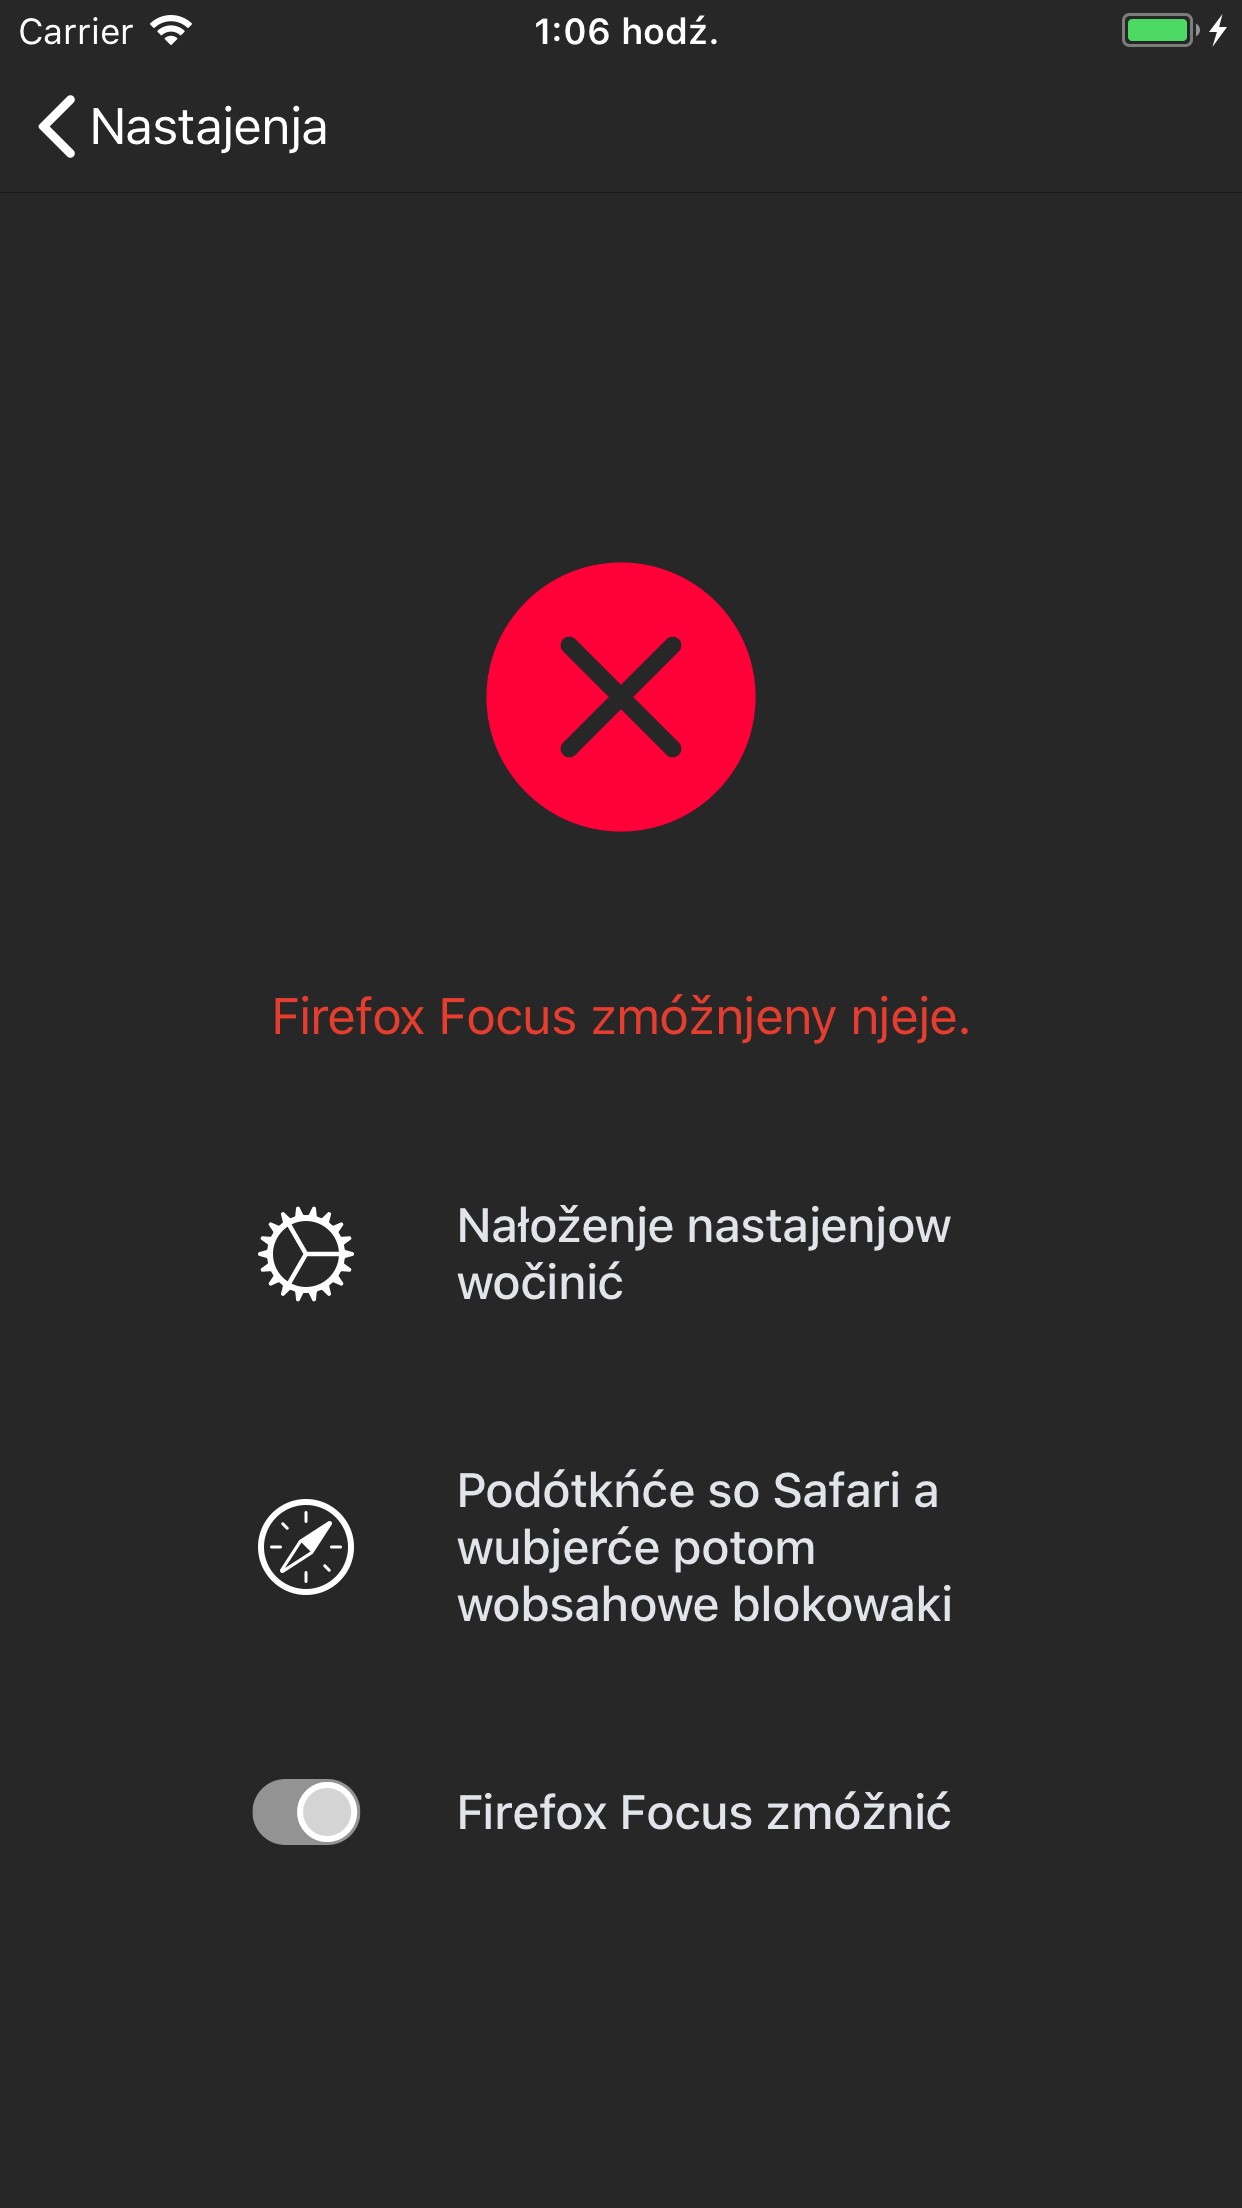 Carrier
1:06 hodź.
Nastajenja
Firefox Focus zmóžnjeny njeje.
Nałoženje nastajenjow
wočinić
Podótkńće so Safari a
wubjerće potom
wobsahowe blokowaki
Firefox Focus zmóžnić